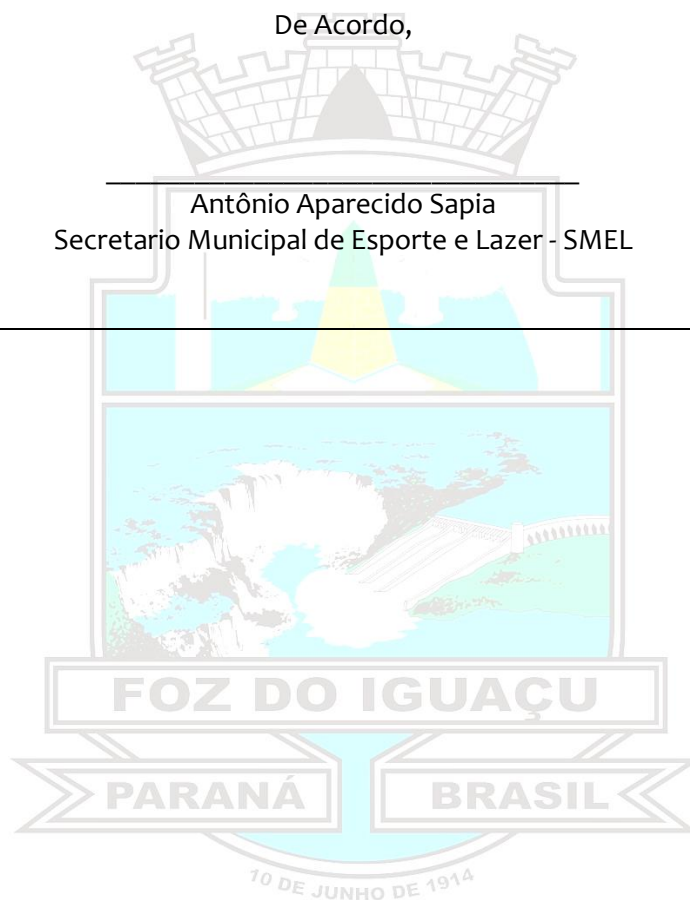 De Acordo,
__________________________________
Antônio Aparecido Sapia
Secretario Municipal de Esporte e Lazer - SMEL
FOZ DO IGUAÇU
PARANÁ BRASIL
10 DE JUNHO DE 1914